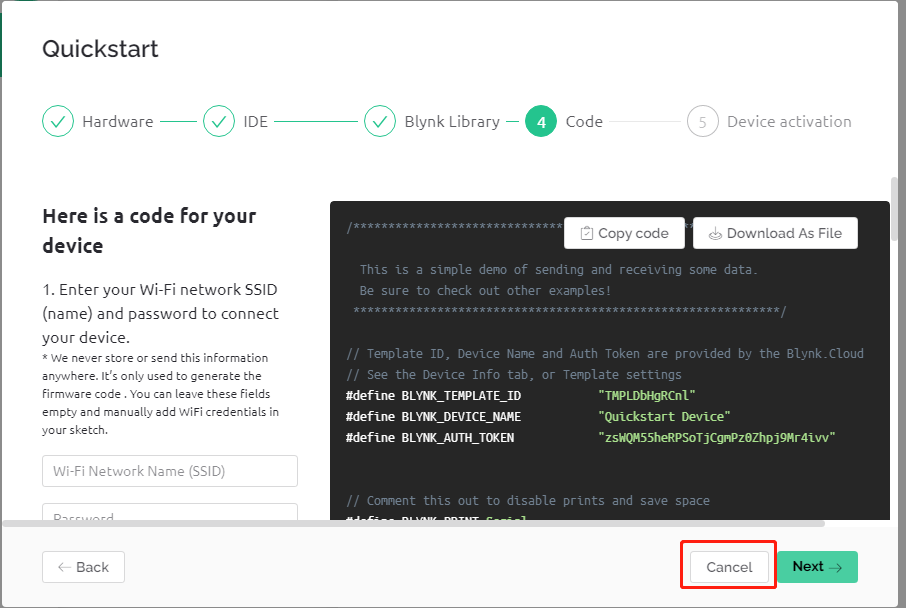 Quickstart
Hardware
IDE
Blynk Library
4
Code
5
Device activation
Here is a code for your
device
1. Enter your Wi-Fi network SSID
(name) and password to connect
your device.
* We never store or send this information
anywhere. It's only used to generate the
firmware code . You can leave these fields
empty and manually add WiFi credentials in
your sketch.
Wi-Fi Network Name (SSID)
Password
Copy code
Download As File
/*****************************
This is a simple demo of sending and receiving some data.
Be sure to check out other examples!
*************************************************************/
// Template ID, Device Name and Auth Token are provided by the Blynk.Cloud
// See the Device Info tab, or Template settings
#define BLYNK_TEMPLATE_ID "TMPLDbHgRCnl"
#define BLYNK_DEVICE_NAME "Quickstart Device"
#define BLYNK_AUTH_TOKEN "zsWQM55heRPSoTjCgmPz0Zhpj9Mr4ivv"
// Comment this out to disable prints and save space
#define BLYNK_PRINT Serial
← Back
Cancel
Next →